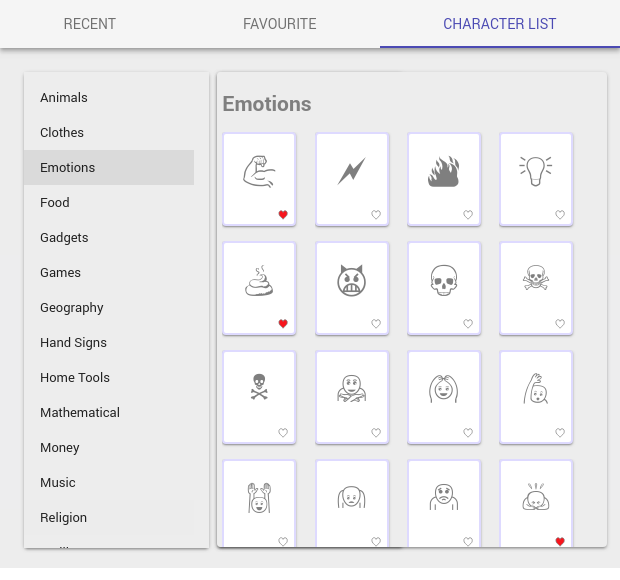 RECENT
FAVOURITE
CHARACTER LIST
Animals
Clothes
Emotions
Food
Gadgets
Games
Geography
Hand Signs
Home Tools
Mathematical
Money
Music
Religion
Emotions